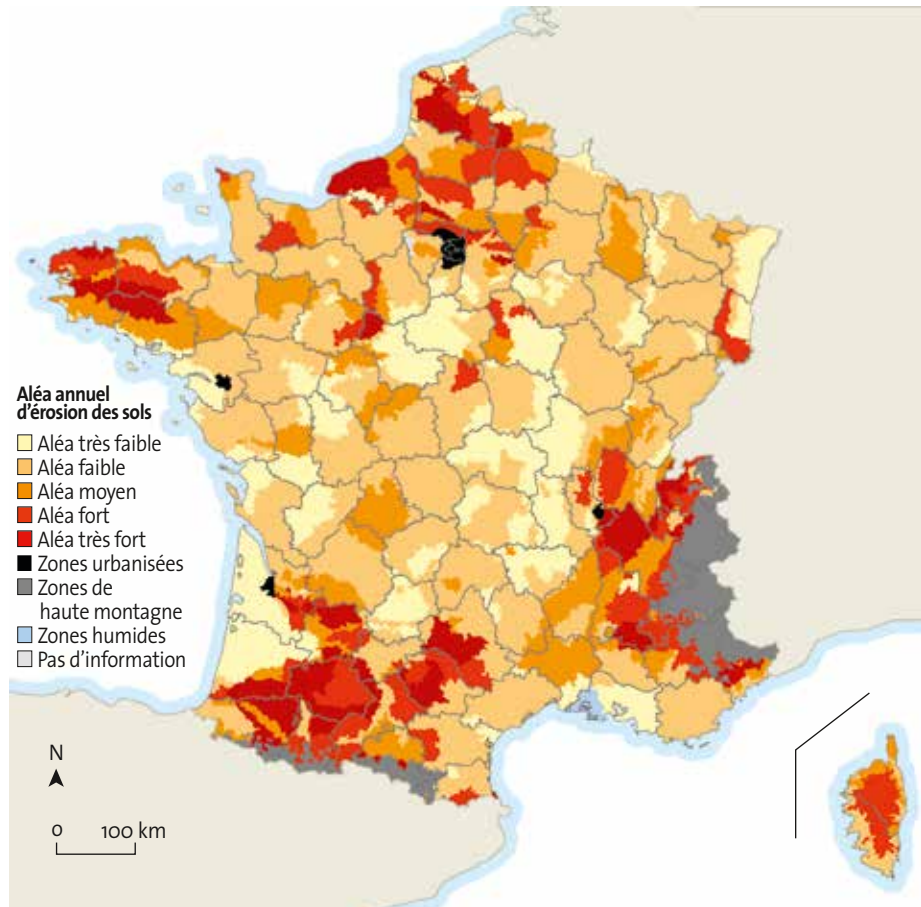 Aléa annuel
d'érosion des sols
Aléa très faible
Aléa faible
Aléa moyen
Aléa fort
Aléa très fort
Zones urbanisées
Zones de
haute montagne
Zones humides
Pas d'information
N
0 100 km